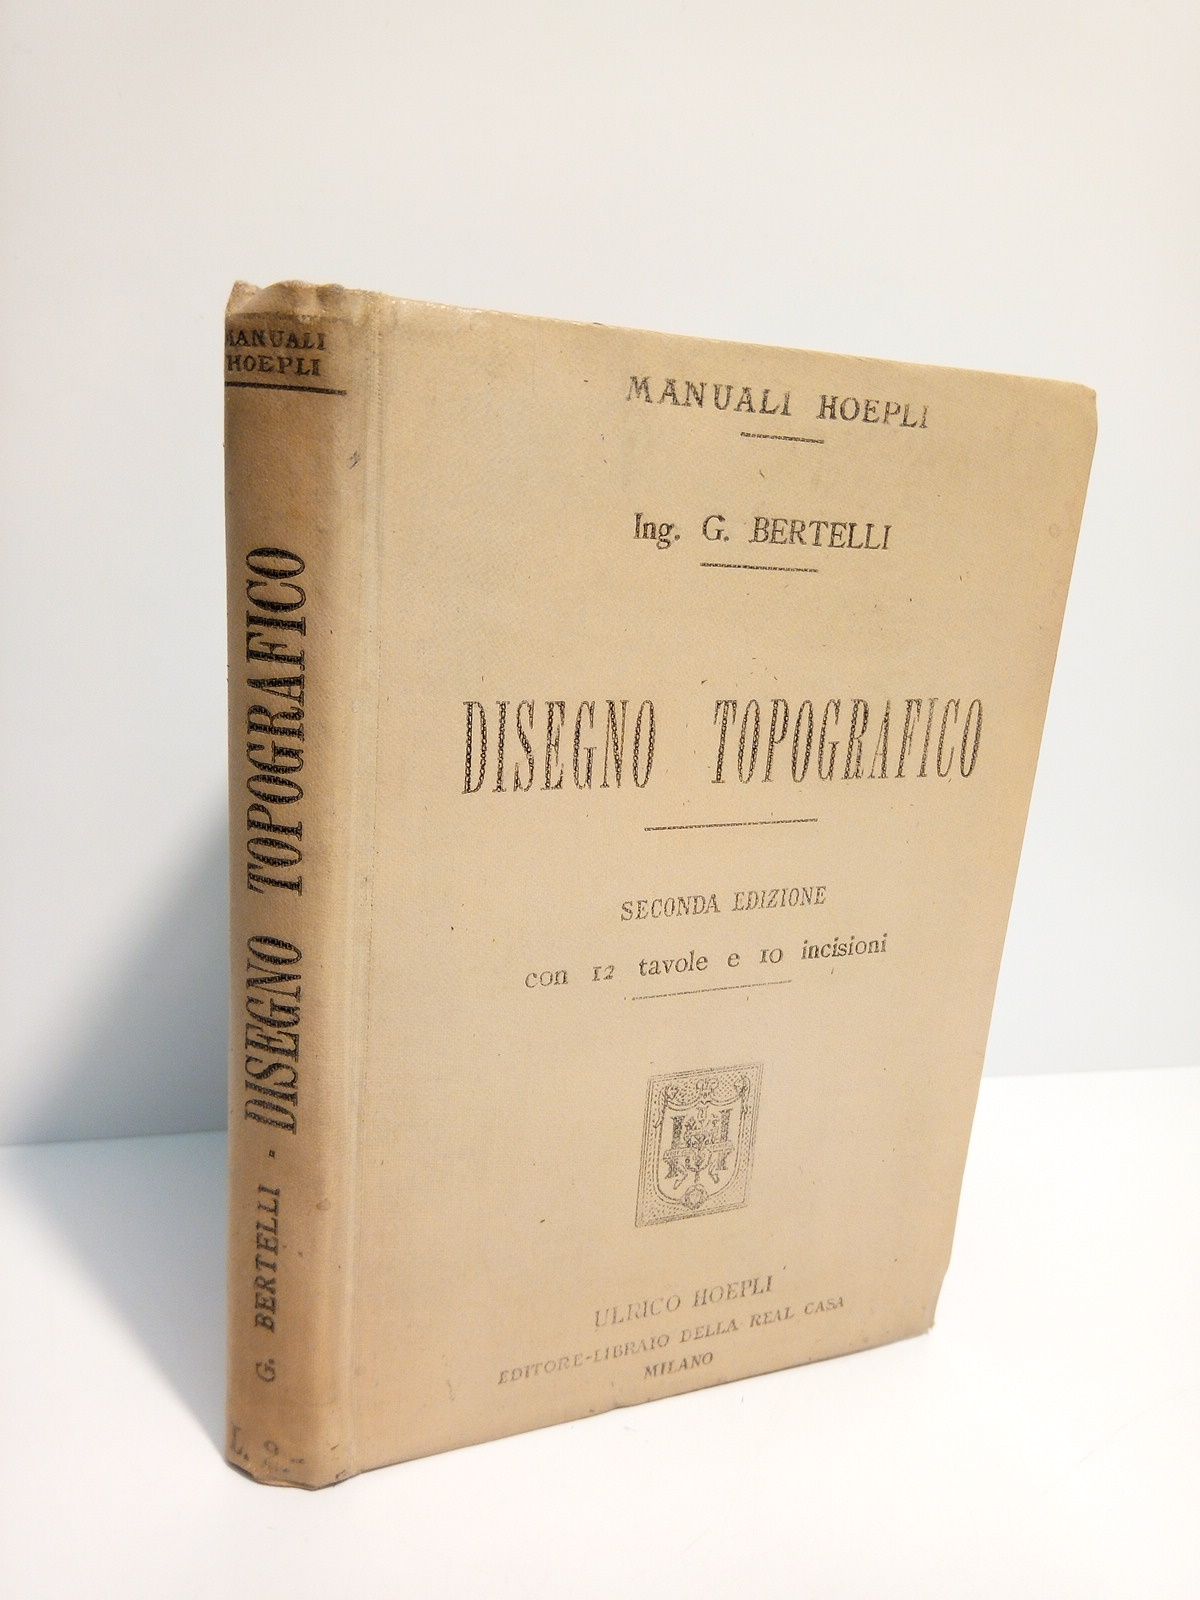 MANUALI
HOEPLI
G. BERTELLI - DISEGNO TOPOGRAFICO
L. 2.-
MANUALI HOEPLI
Ing. G. BERTELLI
DISEGNO TOPOGRAFICO
SECONDA EDIZIONE
con 12 tavole e 10 incisioni
ULRICO HOEPLI
EDITORE-LIBRAIO DELLA REAL CASA
MILANO